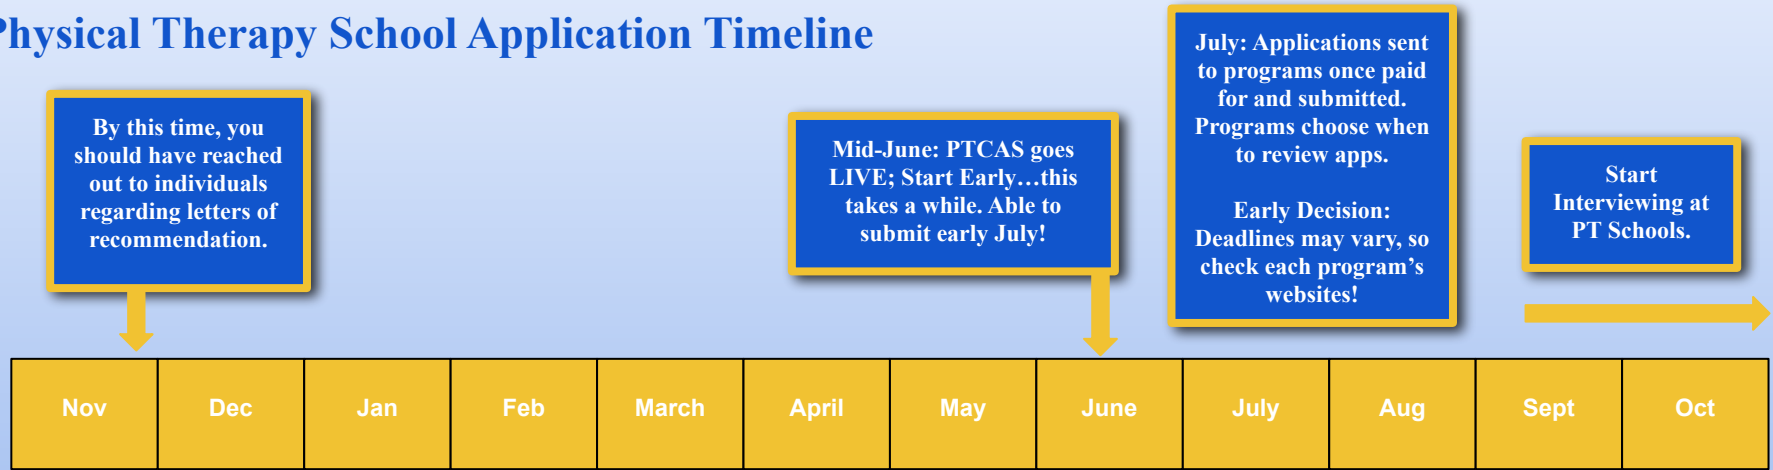 Physical Therapy School Application Timeline
By this time, you
should have reached
out to individuals
regarding letters of
recommendation.
Mid-June: PTCAS goes
LIVE; Start Early…this
takes a while. Able to
submit early July!
July: Applications sent
to programs once paid
for and submitted.
Programs choose when
to review apps.
Early Decision:
Deadlines may vary, so
check each program’s
websites!
Start
Interviewing at
PT Schools.
Nov Dec Jan Feb March April May June July Aug Sept Oct